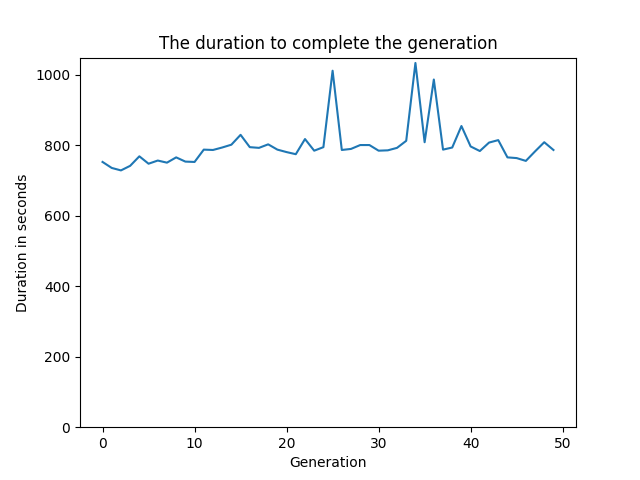 The duration to complete the generation
1000
800
600
400
200
0
Duration in seconds
0 10 20 30 40 50
Generation